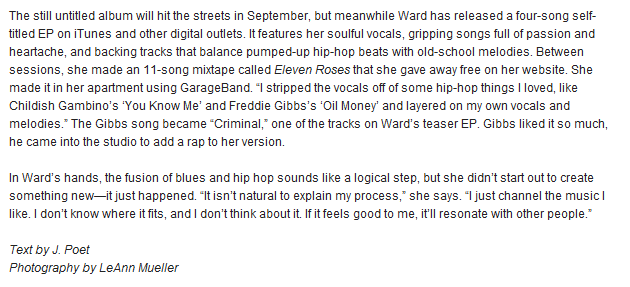 The still untitled album will hit the streets in September, but meanwhile Ward has released a four-song self-
titled EP on iTunes and other digital outlets. It features her soulful vocals, gripping songs full of passion and
heartache, and backing tracks that balance pumped-up hip-hop beats with old-school melodies. Between
sessions, she made an 11-song mixtape called Eleven Roses that she gave away free on her website. She
made it in her apartment using GarageBand. “I stripped the vocals off of some hip-hop things I loved, like
Childish Gambino’s ‘You Know Me’ and Freddie Gibbs’s ‘Oil Money’ and layered on my own vocals and
melodies.” The Gibbs song became “Criminal,” one of the tracks on Ward’s teaser EP. Gibbs liked it so much,
he came into the studio to add a rap to her version.
In Ward’s hands, the fusion of blues and hip hop sounds like a logical step, but she didn’t start out to create
something new—it just happened. “It isn’t natural to explain my process,” she says. “I just channel the music I
like. I don’t know where it fits, and I don’t think about it. If it feels good to me, it’ll resonate with other people.”
Text by J. Poet
Photography by LeAnn Mueller